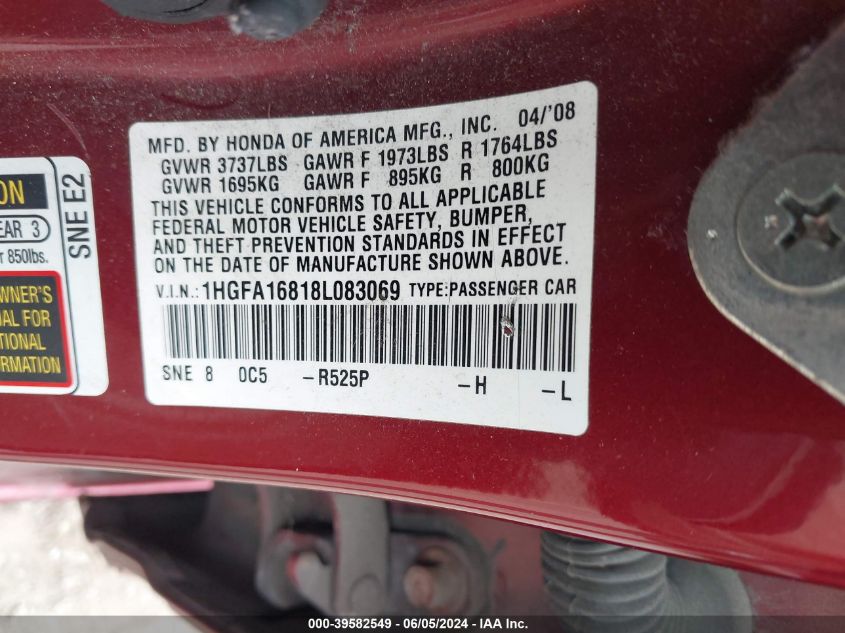 MFD. BY HONDA OF AMERICA MFG., INC. 04/'08
GVWR 3737LBS GAWR F 1973LBS R 1764LBS
GVWR 1695KG GAWR F 895KG R 800KG
THIS VEHICLE CONFORMS TO ALL APPLICABLE
FEDERAL MOTOR VEHICLE SAFETY, BUMPER,
AND THEFT PREVENTION STANDARDS IN EFFECT
ON THE DATE OF MANUFACTURE SHOWN ABOVE.
V.I.N.: 1HGFA16818L083069 TYPE:PASSENGER CAR
SNE 8 0C5 -R525P -H -L
ON
EAR 3
r 850lbs.
SNE E2
WNER'S
UAL FOR
TIONAL
ORMATION
000-39582549 - 06/05/2024 - IAA Inc.